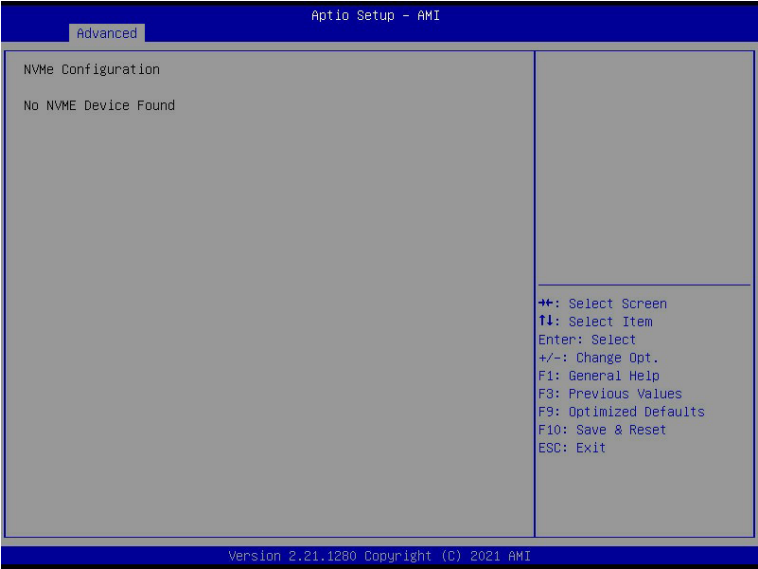 Aptio Setup – AMI
Advanced
NVMe Configuration
No NVME Device Found
→←: Select Screen
↑↓: Select Item
Enter: Select
+/-: Change Opt.
F1: General Help
F3: Previous Values
F9: Optimized Defaults
F10: Save & Reset
ESC: Exit
Version 2.21.1280 Copyright (C) 2021 AMI